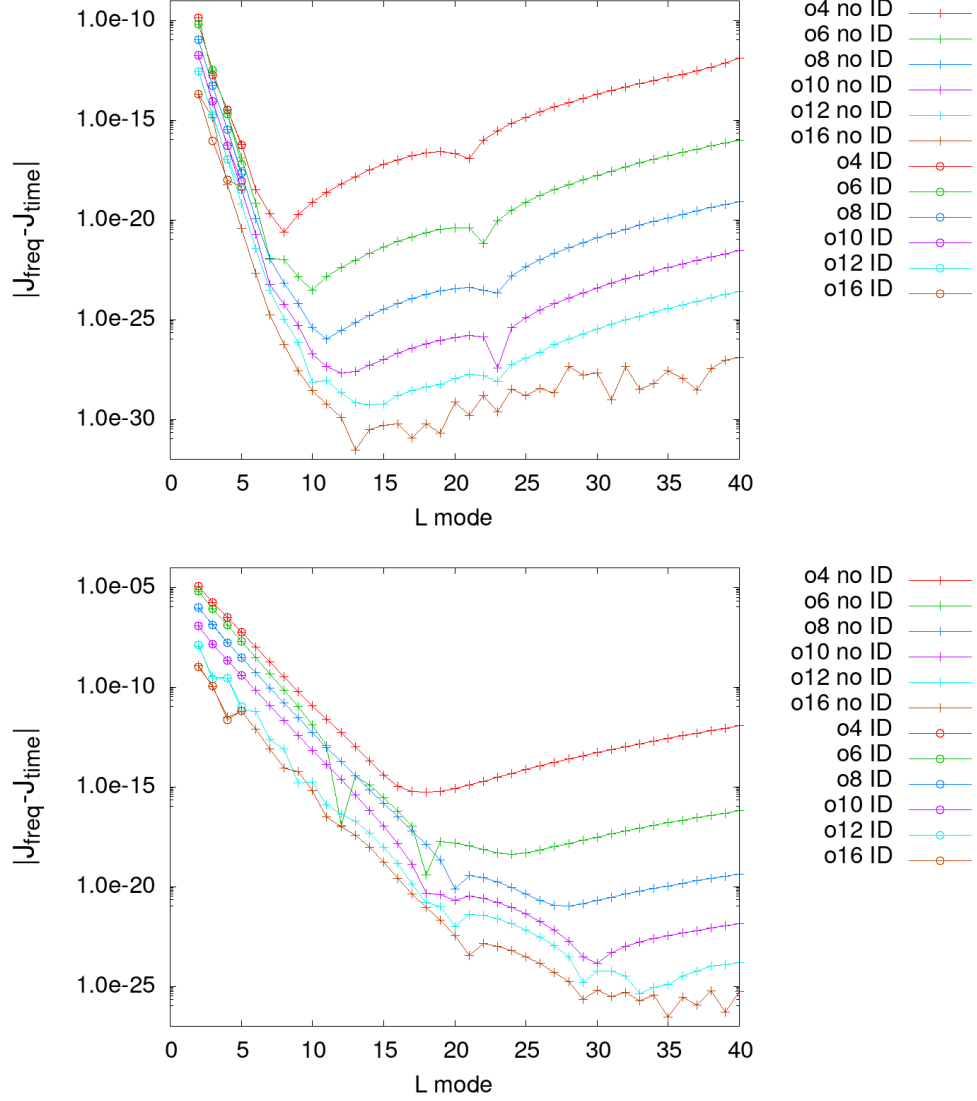 1.0e-10
1.0e-15
1.0e-20
1.0e-25
1.0e-30
|Jfreq-Jtime|
0 5 10 15 20 25 30 35 40
L mode
o4 no ID
o6 no ID
o8 no ID
o10 no ID
o12 no ID
o16 no ID
o4 ID
o6 ID
o8 ID
o10 ID
o12 ID
o16 ID
1.0e-05
1.0e-10
1.0e-15
1.0e-20
1.0e-25
|Jfreq-Jtime|
0 5 10 15 20 25 30 35 40
L mode
o4 no ID
o6 no ID
o8 no ID
o10 no ID
o12 no ID
o16 no ID
o4 ID
o6 ID
o8 ID
o10 ID
o12 ID
o16 ID